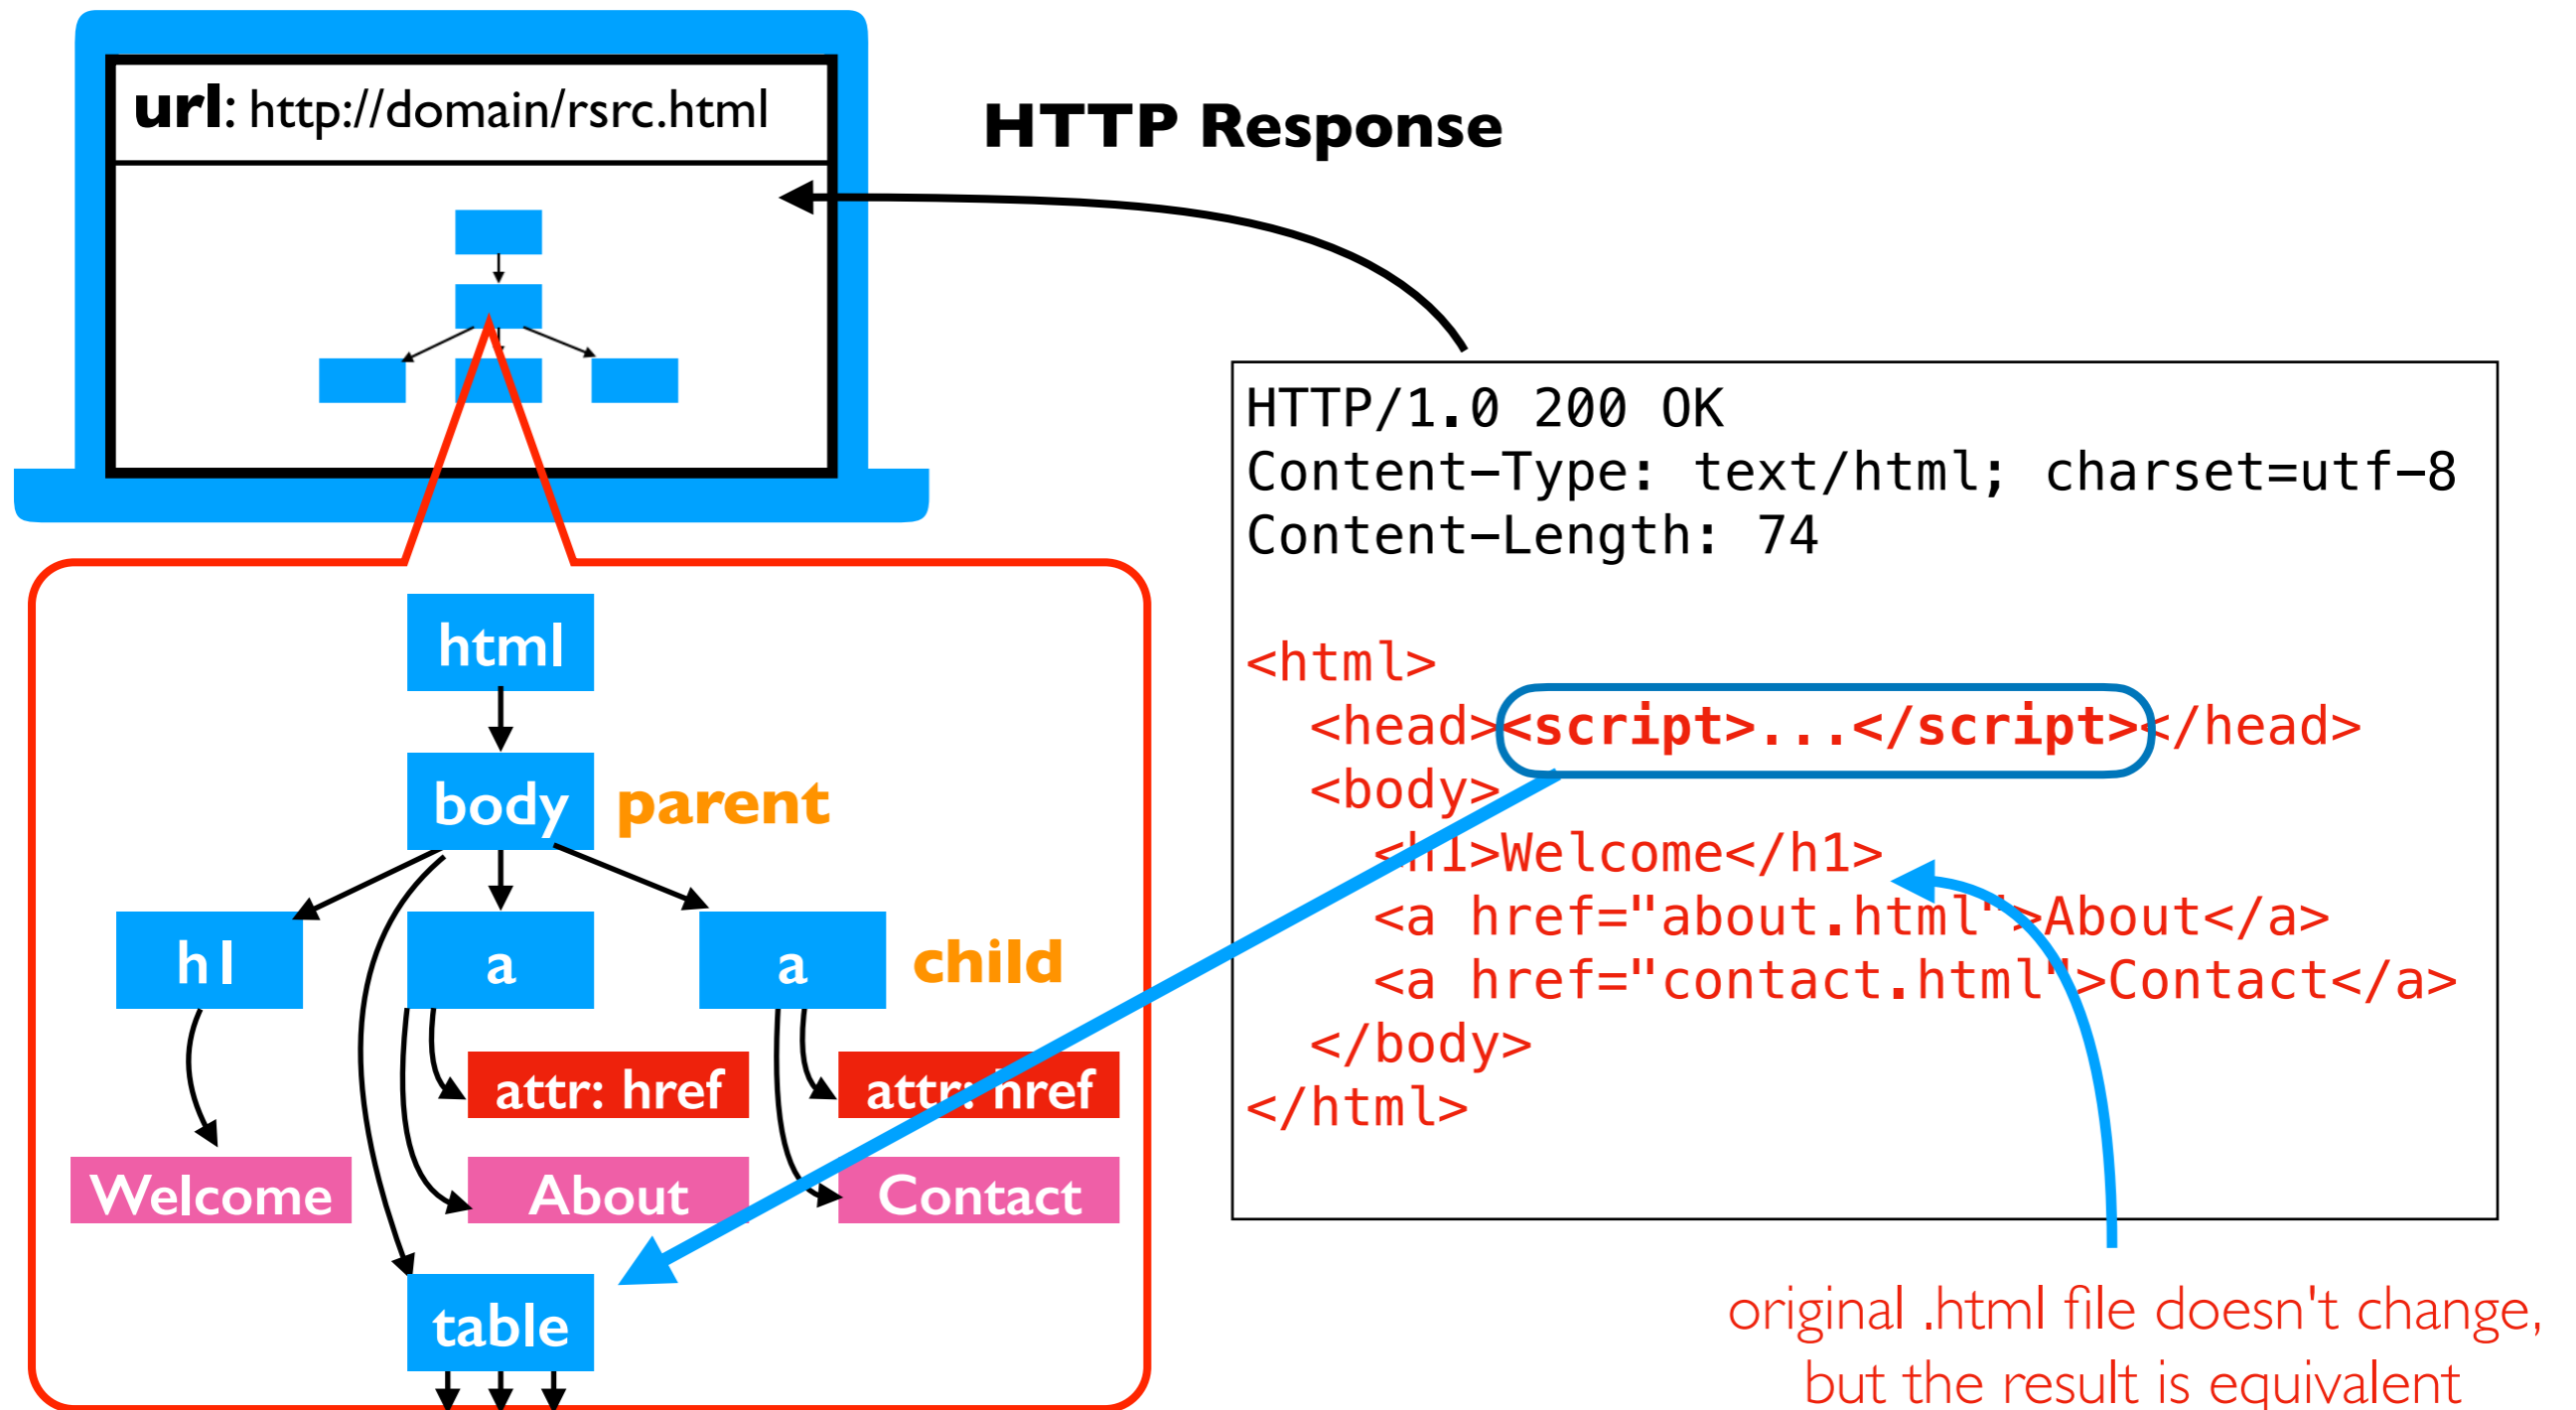 url: http://domain/rsrc.html
HTTP Response
HTTP/1.0 200 OK
Content-Type: text/html; charset=utf-8
Content-Length: 74
<html>
<head><script>...</script></head>
<body>
<h1>Welcome</h1>
<a href="about.html">About</a>
<a href="contact.html">Contact</a>
</body>
</html>
html
body parent
h1 a a child
attr: href attr: href
Welcome About Contact
table
original .html file doesn't change,
but the result is equivalent